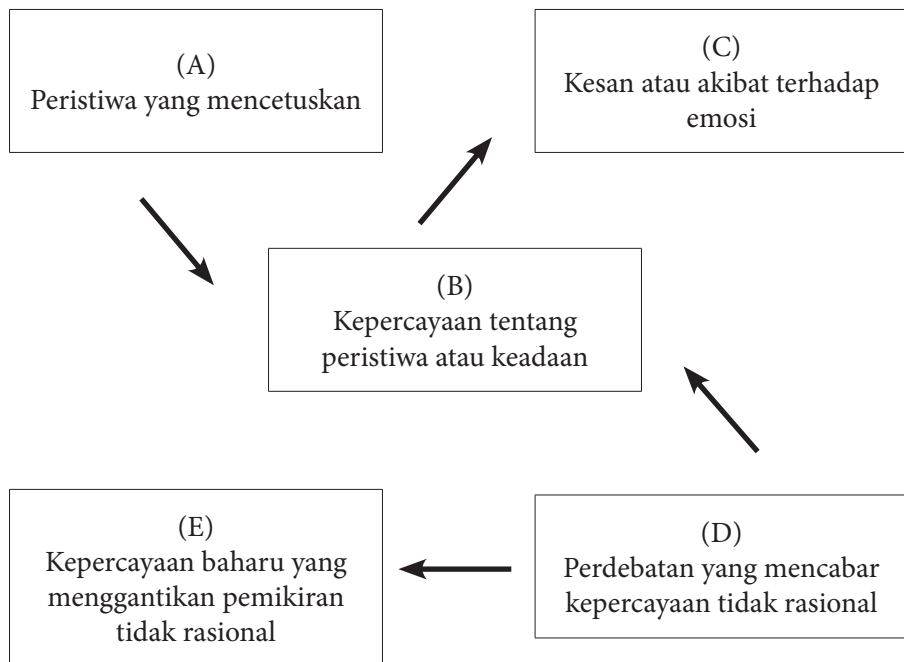 (A)
Peristiwa yang mencetuskan
(C)
Kesan atau akibat terhadap
emosi
(B)
Kepercayaan tentang
peristiwa atau keadaan
(E)
Kepercayaan baharu yang
menggantikan pemikiran
tidak rasional
(D)
Perdebatan yang mencabar
kepercayaan tidak rasional